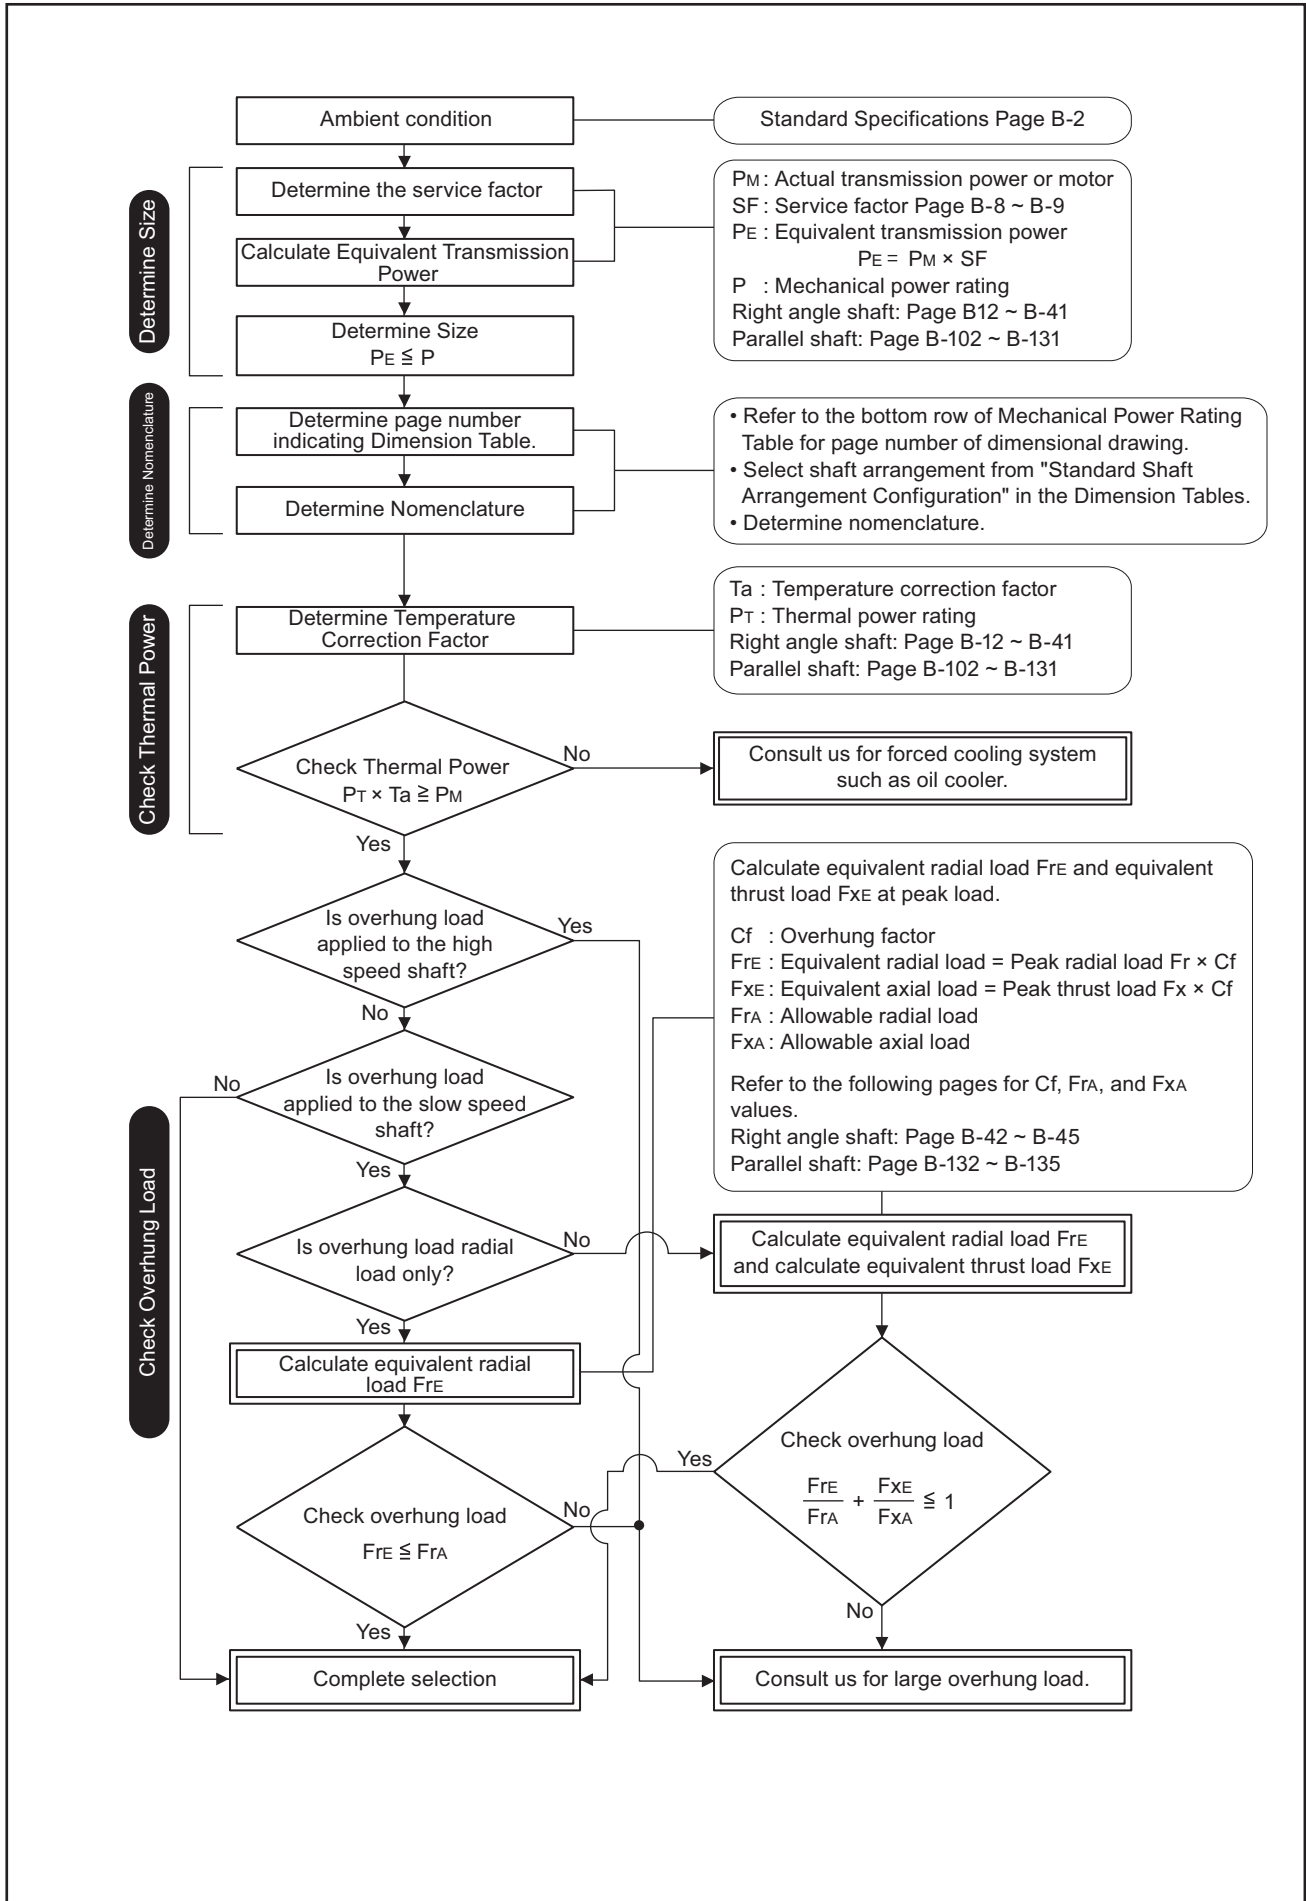 Ambient condition
Standard Specifications Page B-2
Determine Size
Determine the service factor
Calculate Equivalent Transmission
Power
Determine Size
PE ≦ P
PM : Actual transmission power or motor
SF : Service factor Page B-8 ~ B-9
PE : Equivalent transmission power
PE = PM × SF
P : Mechanical power rating
Right angle shaft: Page B12 ~ B-41
Parallel shaft: Page B-102 ~ B-131
Determine Nomenclature
Determine page number
indicating Dimension Table.
Determine Nomenclature
• Refer to the bottom row of Mechanical Power Rating
Table for page number of dimensional drawing.
• Select shaft arrangement from "Standard Shaft
Arrangement Configuration" in the Dimension Tables.
• Determine nomenclature.
Check Thermal Power
Determine Temperature
Correction Factor
Ta : Temperature correction factor
PT : Thermal power rating
Right angle shaft: Page B-12 ~ B-41
Parallel shaft: Page B-102 ~ B-131
Check Thermal Power
PT × Ta ≧ PM
No
Consult us for forced cooling system
such as oil cooler.
Yes
Check Overhung Load
Is overhung load
applied to the high
speed shaft?
Yes
No
Is overhung load
applied to the slow speed
shaft?
No
Yes
Calculate equivalent radial load FrE and equivalent
thrust load FxE at peak load.
Cf : Overhung factor
FrE : Equivalent radial load = Peak radial load Fr × Cf
FxE : Equivalent axial load = Peak thrust load Fx × Cf
FrA : Allowable radial load
FxA : Allowable axial load
Refer to the following pages for Cf, FrA, and FxA
values.
Right angle shaft: Page B-42 ~ B-45
Parallel shaft: Page B-132 ~ B-135
Is overhung load radial
load only?
No
Yes
Calculate equivalent radial load FrE
and calculate equivalent thrust load FxE
Calculate equivalent radial
load FrE
Check overhung load
FrE ≦ FrA
No
Yes
Check overhung load
FrE/FrA + FxE/FxA ≦ 1
Yes
No
Complete selection
Consult us for large overhung load.